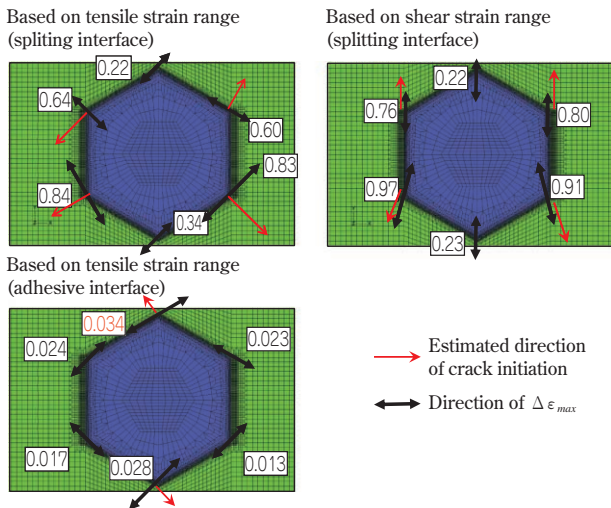 Based on tensile strain range
(spliting interface)
0.22
0.64
0.60
0.83
0.84
0.34
Based on shear strain range
(splitting interface)
0.22
0.76
0.80
0.97
0.91
0.23
Based on tensile strain range
(adhesive interface)
0.034
0.024
0.023
0.017
0.028
0.013
Estimated direction
of crack initiation
Direction of Δε max